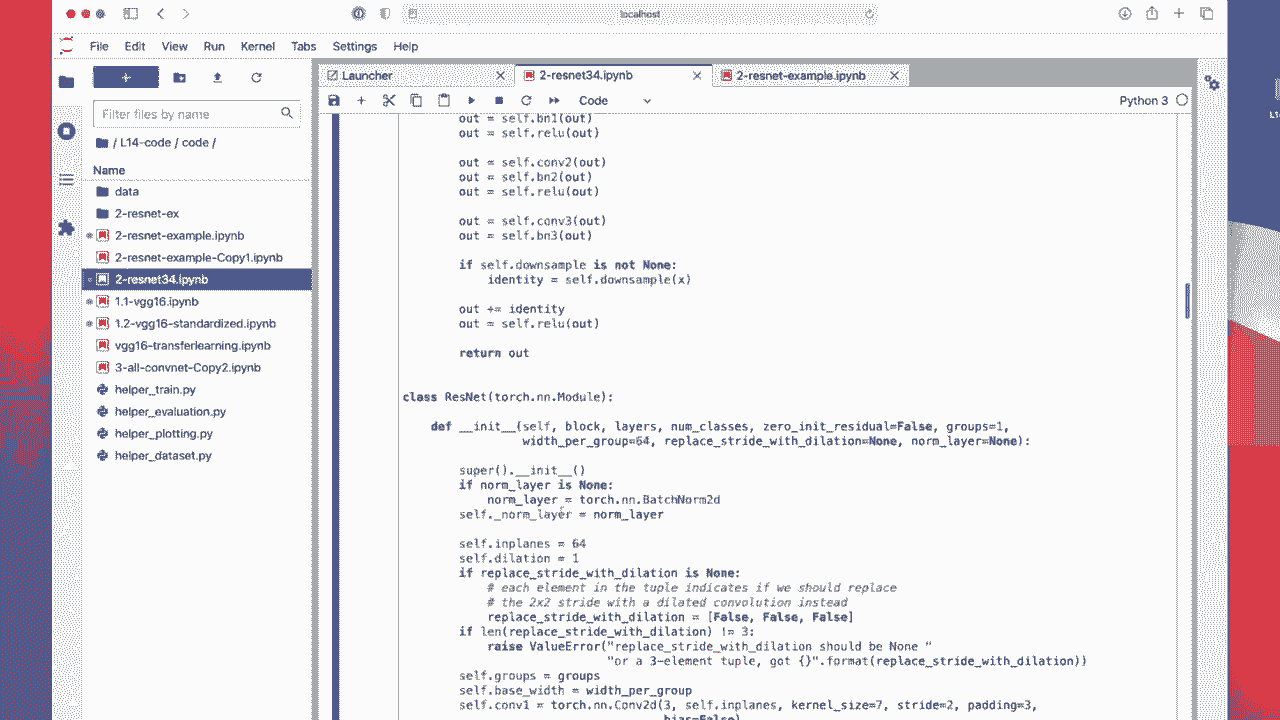 localhost
File Edit View Run Kernel Tabs Settings Help
Launcher
2-resnet34.ipynb
2-resnet-example.ipynb
Code
Python 3
Filter files by name
/ L14-code / code /
Name
data
2-resnet-ex
2-resnet-example.ipynb
2-resnet-example-Copy1.ipynb
2-resnet34.ipynb
1.1-vgg16.ipynb
1.2-vgg16-standardized.ipynb
vgg16-transferlearning.ipynb
3-all-convnet-Copy2.ipynb
helper_train.py
helper_evaluation.py
helper_plotting.py
helper_dataset.py
out = self.bn1(out)
out = self.relu(out)
out = self.conv2(out)
out = self.bn2(out)
out = self.relu(out)
out = self.conv3(out)
out = self.bn3(out)
if self.downsample is not None:
identity = self.downsample(x)
out += identity
out = self.relu(out)
return out
class ResNet(torch.nn.Module):
def __init__(self, block, layers, num_classes, zero_init_residual=False, groups=1,
width_per_group=64, replace_stride_with_dilation=None, norm_layer=None):
super().__init__()
if norm_layer is None:
norm_layer = torch.nn.BatchNorm2d
self._norm_layer = norm_layer
self.inplanes = 64
self.dilation = 1
if replace_stride_with_dilation is None:
# each element in the tuple indicates if we should replace
# the 2x2 stride with a dilated convolution instead
replace_stride_with_dilation = [False, False, False]
if len(replace_stride_with_dilation) != 3:
raise ValueError("replace_stride_with_dilation should be None "
"or a 3-element tuple, got {}".format(replace_stride_with_dilation))
self.groups = groups
self.base_width = width_per_group
self.conv1 = torch.nn.Conv2d(3, self.inplanes, kernel_size=7, stride=2, padding=3,
bias=False)